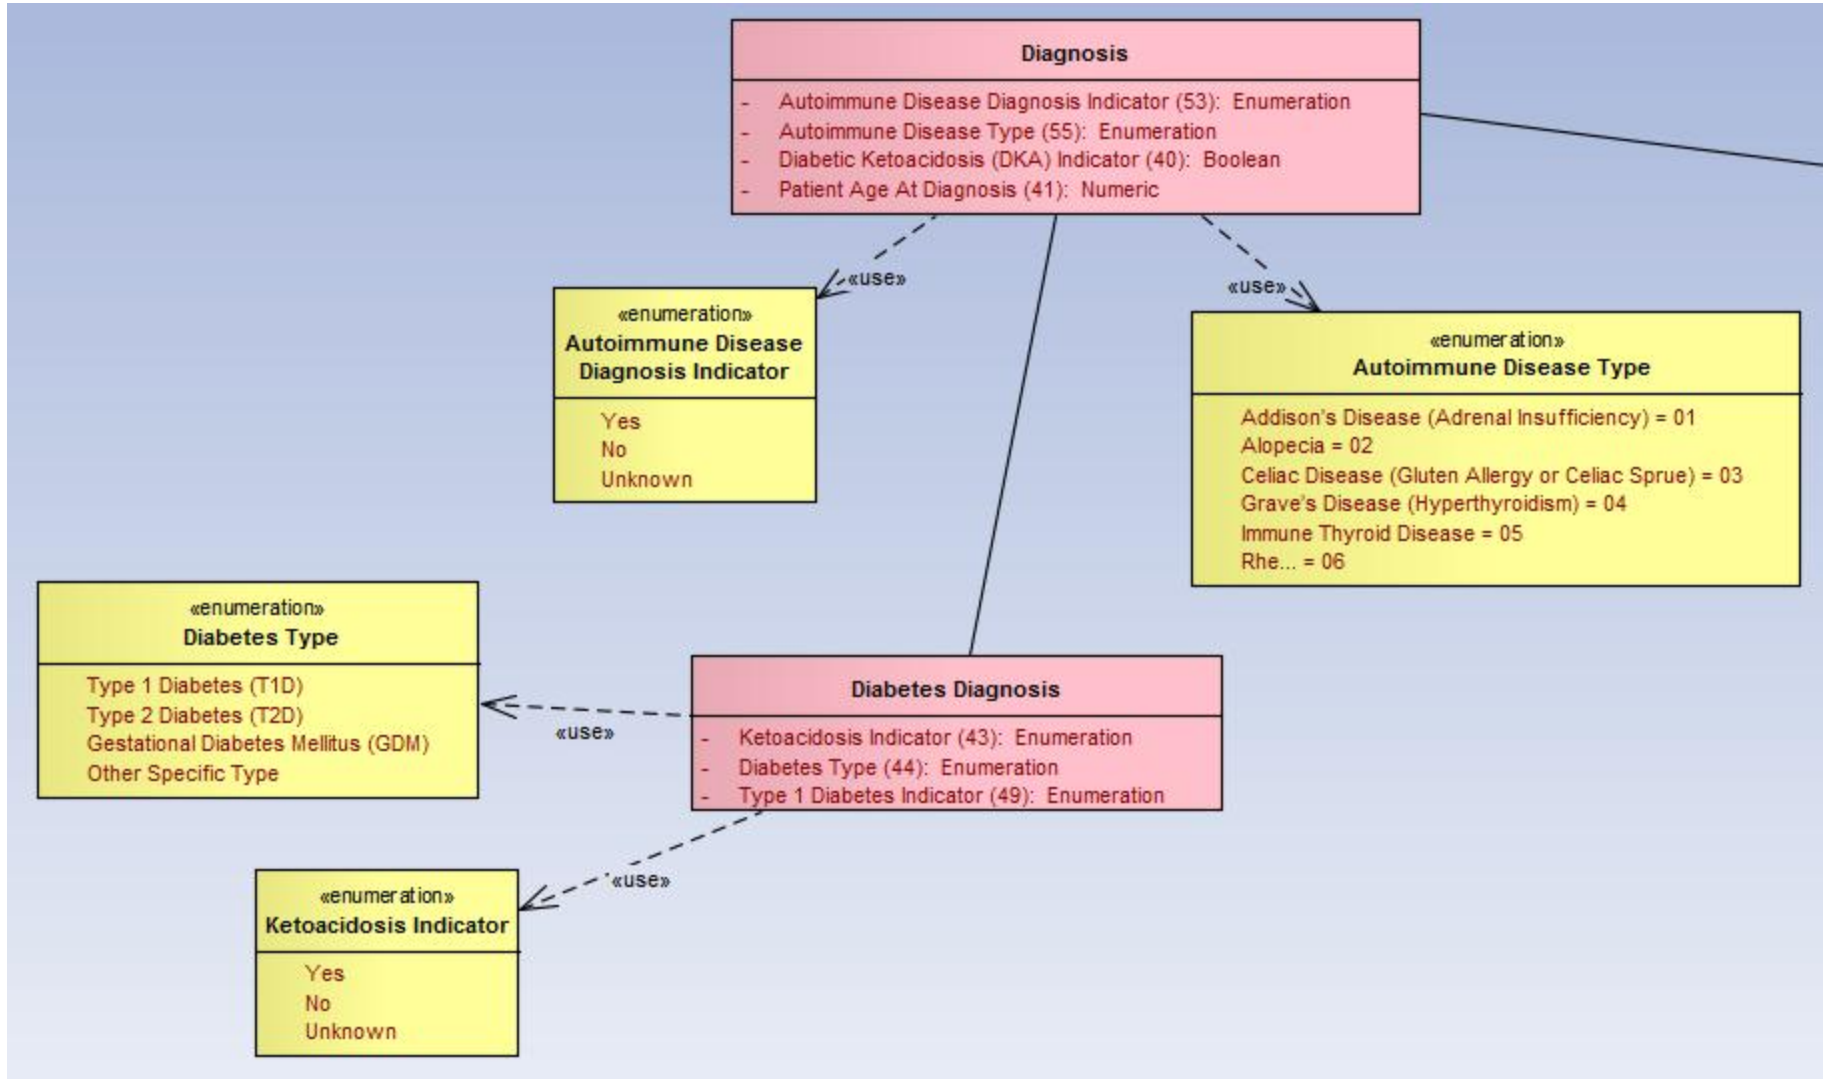 Diagnosis
- Autoimmune Disease Diagnosis Indicator (53): Enumeration
- Autoimmune Disease Type (55): Enumeration
- Diabetic Ketoacidosis (DKA) Indicator (40): Boolean
- Patient Age At Diagnosis (41): Numeric
«use»
«use»
«enumeration»
Autoimmune Disease
Diagnosis Indicator
Yes
No
Unknown
«enumeration»
Autoimmune Disease Type
Addison's Disease (Adrenal Insufficiency) = 01
Alopecia = 02
Celiac Disease (Gluten Allergy or Celiac Sprue) = 03
Grave's Disease (Hyperthyroidism) = 04
Immune Thyroid Disease = 05
Rhe... = 06
«enumeration»
Diabetes Type
Type 1 Diabetes (T1D)
Type 2 Diabetes (T2D)
Gestational Diabetes Mellitus (GDM)
Other Specific Type
«use»
Diabetes Diagnosis
- Ketoacidosis Indicator (43): Enumeration
- Diabetes Type (44): Enumeration
- Type 1 Diabetes Indicator (49): Enumeration
«use»
«enumeration»
Ketoacidosis Indicator
Yes
No
Unknown